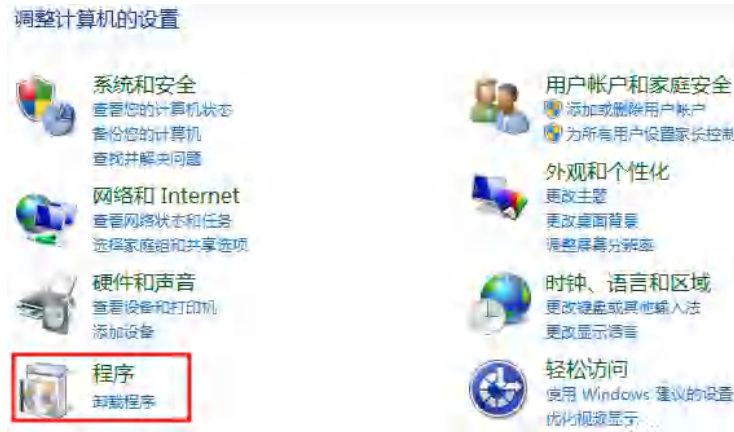 调整计算机的设置
系统和安全
查看您的计算机状态
备份您的计算机
查找并解决问题
网络和 Internet
查看网络状态和任务
选择家庭组和共享选项
硬件和声音
查看设备和打印机
添加设备
程序
卸载程序
用户帐户和家庭安全
添加或删除用户帐户
为所有用户设置家长控制
外观和个性化
更改主题
更改桌面背景
调整屏幕分辨率
时钟、语言和区域
更改键盘或其他输入法
更改显示语言
轻松访问
使用 Windows 建议的设置
优化视频显示